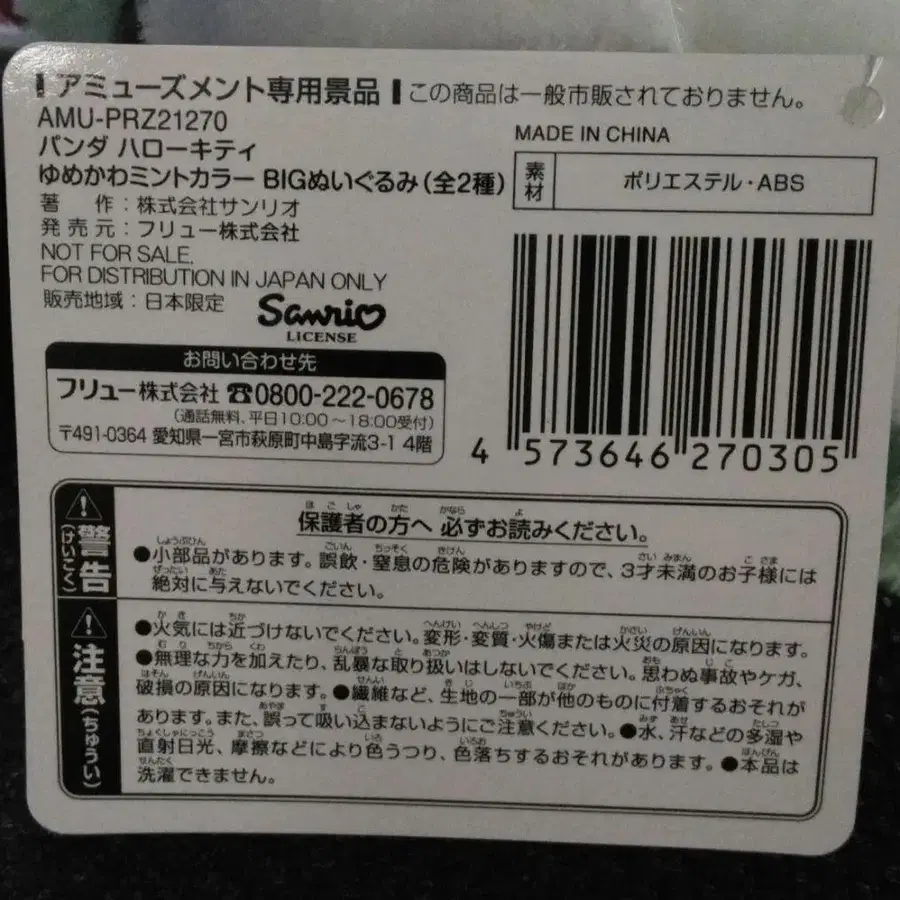 アミューズメント専用景品 この商品は一般市販されておりません。
AMU-PRZ21270
パンダ ハローキティ
ゆめかわミントカラー BIGぬいぐるみ(全2種)
著 作:株式会社サンリオ
発売元:フリュー株式会社
NOT FOR SALE.
FOR DISTRIBUTION IN JAPAN ONLY
販売地域:日本限定
Sanrio
LICENSE
MADE IN CHINA
素材 ポリエステル・ABS
4 573646 270305
お問い合わせ先
フリュー株式会社 ☎0800-222-0678
(通話無料、平日10:00~18:00受付)
〒491-0364 愛知県一宮市萩原町中島字流3-1 4階
警告(けいこく)
保護者の方へ 必ずお読みください。
●小部品があります。誤飲・窒息の危険がありますので、3才未満のお子様には
絶対に与えないでください。
注意(ちゅうい)
●火気には近づけないでください。変形・変質・火傷または火災の原因になります。
●無理な力を加えたり、乱暴な取り扱いはしないでください。思わぬ事故やケガ、
破損の原因になります。●繊維など、生地の一部が他のものに付着するおそれが
あります。また、誤って吸い込まないようにご注意ください。●水、汗などの多湿や
直射日光、摩擦などにより色うつり、色落ちするおそれがあります。●本品は
洗濯できません。